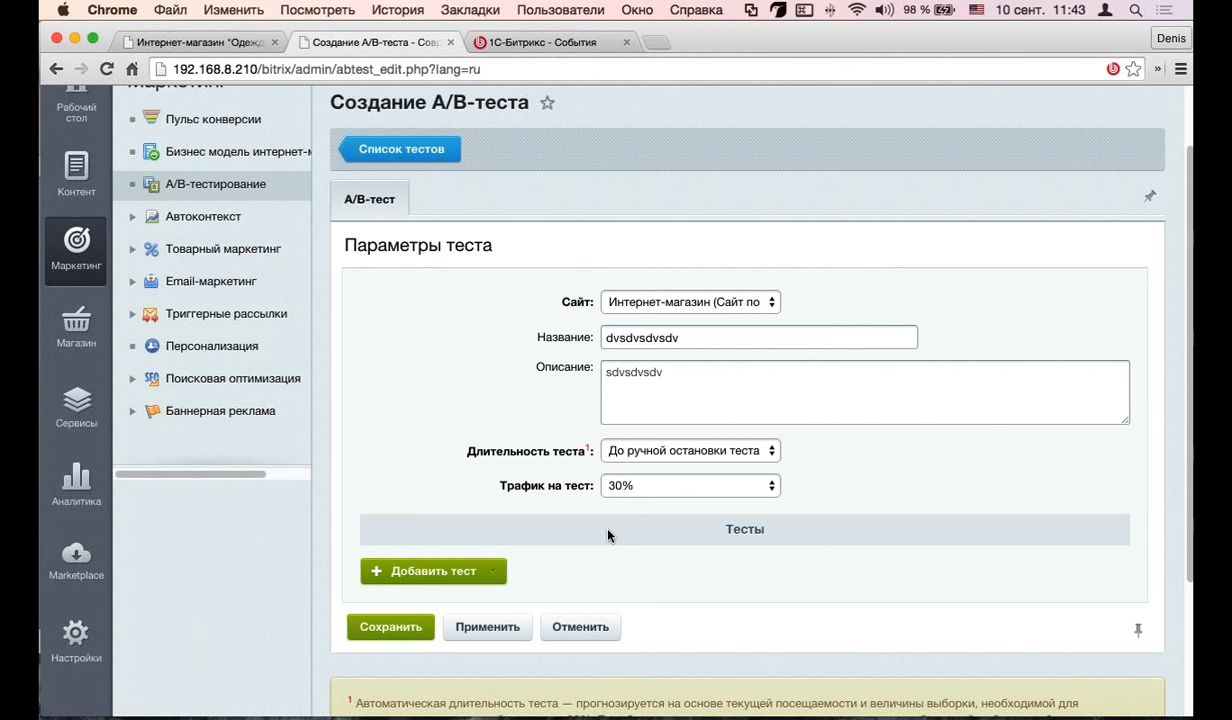 Chrome Файл Изменить Посмотреть История Закладки Пользователи Окно Справка 98 % 10 сент. 11:43
Интернет-магазин "Одежд Создание A/B-теста - Совр 1С-Битрикс - События Denis
192.168.8.210/bitrix/admin/abtest_edit.php?lang=ru »
Рабочий
стол
Контент
Маркетинг
Магазин
Сервисы
Аналитика
Marketplace
Настройки
Маркетинг
Пульс конверсии
Бизнес модель интернет-м
A/B-тестирование
Автоконтекст
Товарный маркетинг
Email-маркетинг
Триггерные рассылки
Персонализация
Поисковая оптимизация
Баннерная реклама
Создание A/B-теста
Список тестов
A/B-тест
Параметры теста
Сайт: Интернет-магазин (Сайт по
Название: dvsdvsdvsdv
Описание: sdvsdvsdv
Длительность теста1: До ручной остановки теста
Трафик на тест: 30%
Тесты
+ Добавить тест
Сохранить Применить Отменить
1 Автоматическая длительность теста — прогнозируется на основе текущей посещаемости и величины выборки, необходимой для